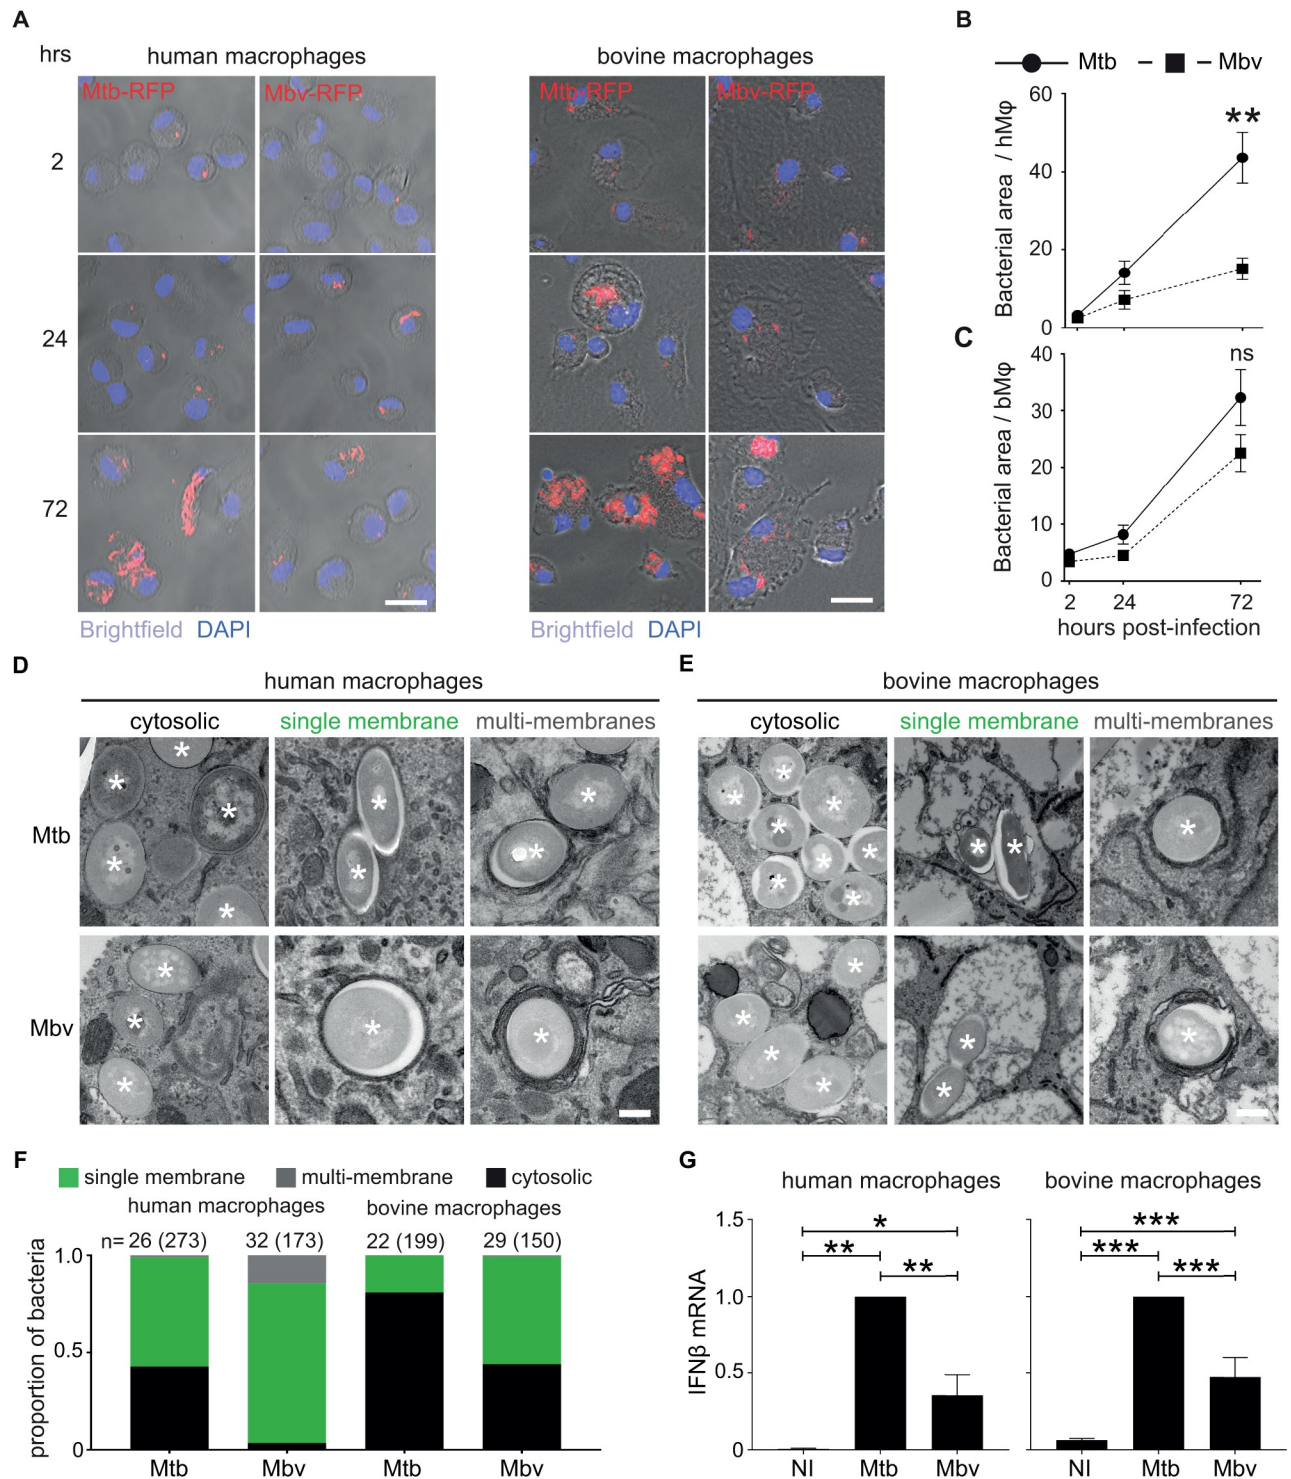 A
hrs
human macrophages
bovine macrophages
Mtb-RFP
Mbv-RFP
Mtb-RFP
Mbv-RFP
2
24
72
Brightfield DAPI
Brightfield DAPI
B
Mtb
Mbv
60
40
20
0
Bacterial area / hMφ
**
C
40
30
20
10
0
Bacterial area / bMφ
ns
2 24 72
hours post-infection
D
human macrophages
cytosolic single membrane multi-membranes
Mtb
Mbv
* * * * *
* *
* *
* * *
*
*
E
bovine macrophages
cytosolic single membrane multi-membranes
* * * * * * * *
* *
*
* * * *
* *
*
F
single membrane multi-membrane cytosolic
human macrophages bovine macrophages
n= 26 (273) 32 (173) 22 (199) 29 (150)
1.0
0.5
0
proportion of bacteria
Mtb Mbv Mtb Mbv
G
human macrophages bovine macrophages
1.5
1.0
0.5
0
IFNβ mRNA
*
**
**
***
***
***
NI Mtb Mbv NI Mtb Mbv